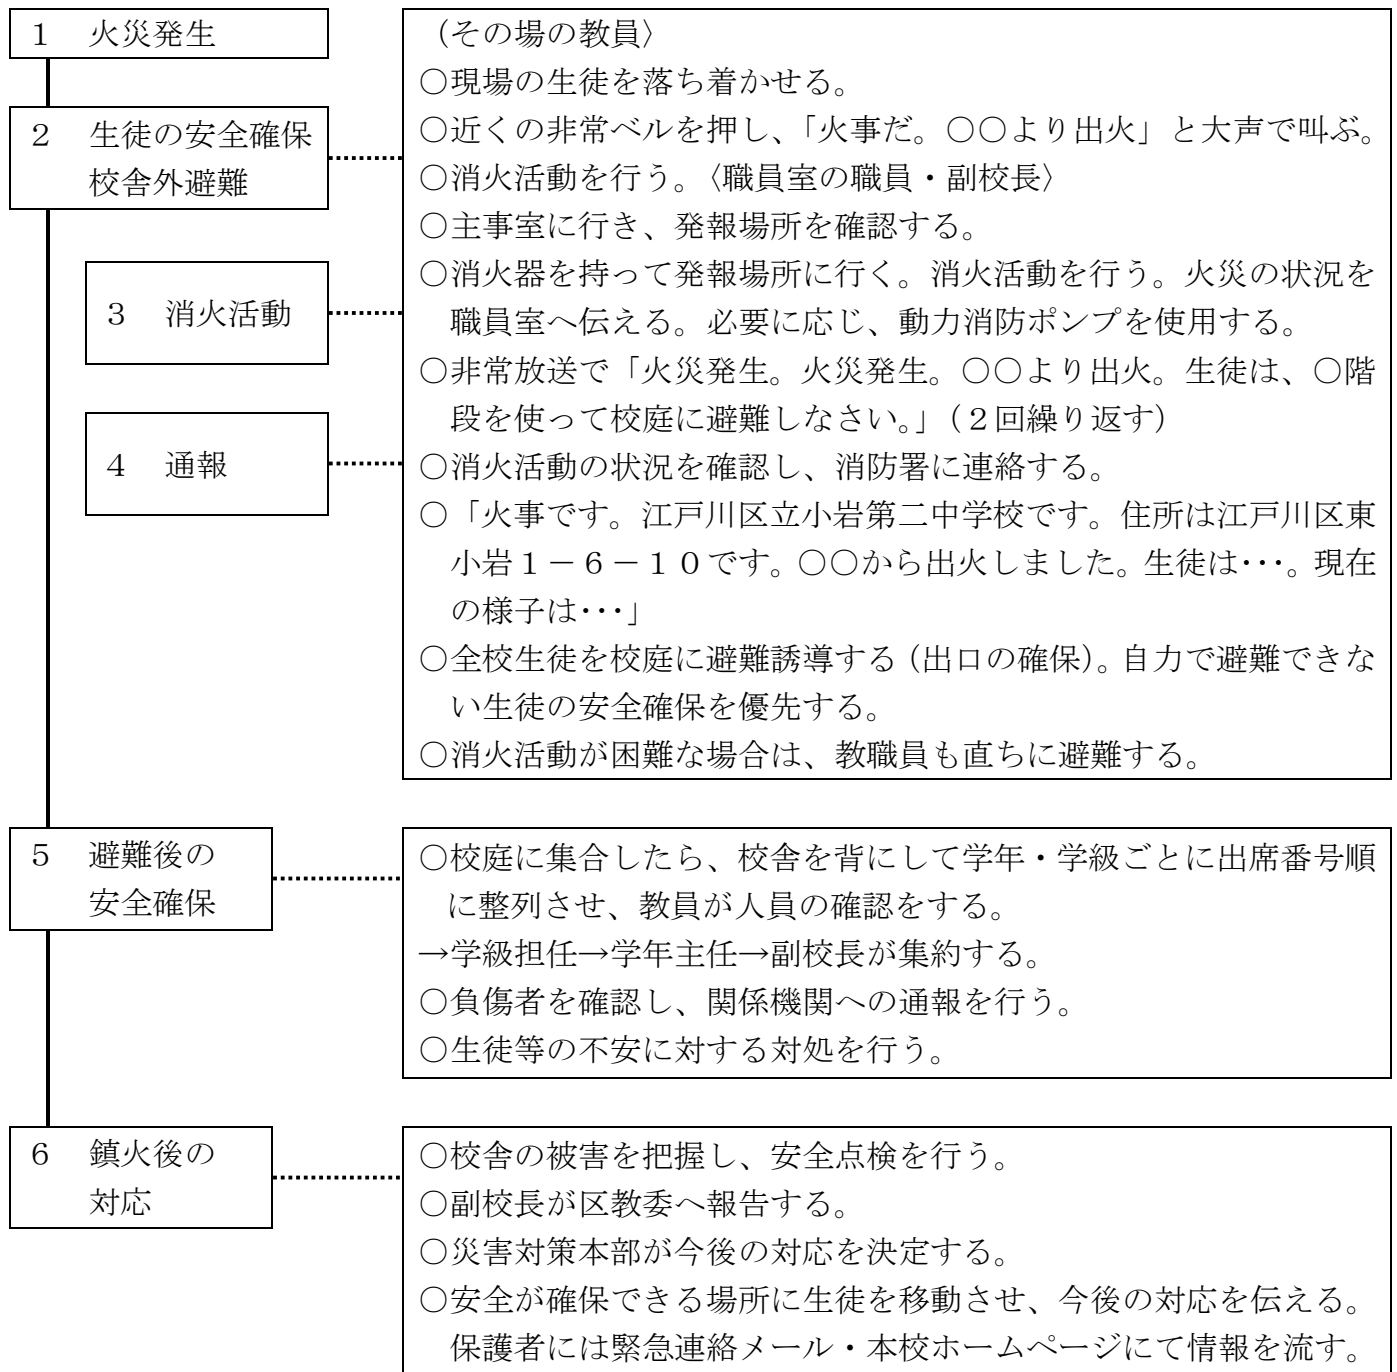 １　火災発生
２　生徒の安全確保
校舎外避難
３　消火活動
４　通報
（その場の教員〉
○現場の生徒を落ち着かせる。
○近くの非常ベルを押し、「火事だ。○○より出火」と大声で叫ぶ。
○消火活動を行う。〈職員室の職員・副校長〉
○主事室に行き、発報場所を確認する。
○消火器を持って発報場所に行く。消火活動を行う。火災の状況を
職員室へ伝える。必要に応じ、動力消防ポンプを使用する。
○非常放送で「火災発生。火災発生。○○より出火。生徒は、○階
段を使って校庭に避難しなさい。」（２回繰り返す）
○消火活動の状況を確認し、消防署に連絡する。
○「火事です。江戸川区立小岩第二中学校です。住所は江戸川区東
小岩１－６－１０です。○○から出火しました。生徒は･･･。現在
の様子は･･･」
○全校生徒を校庭に避難誘導する（出口の確保）。自力で避難できな
い生徒の安全確保を優先する。
○消火活動が困難な場合は、教職員も直ちに避難する。
５　避難後の
安全確保
○校庭に集合したら、校舎を背にして学年・学級ごとに出席番号順
に整列させ、教員が人員の確認をする。
→学級担任→学年主任→副校長が集約する。
○負傷者を確認し、関係機関への通報を行う。
○生徒等の不安に対する対処を行う。
６　鎮火後の
対応
○校舎の被害を把握し、安全点検を行う。
○副校長が区教委へ報告する。
○災害対策本部が今後の対応を決定する。
○安全が確保できる場所に生徒を移動させ、今後の対応を伝える。
保護者には緊急連絡メール・本校ホームページにて情報を流す。